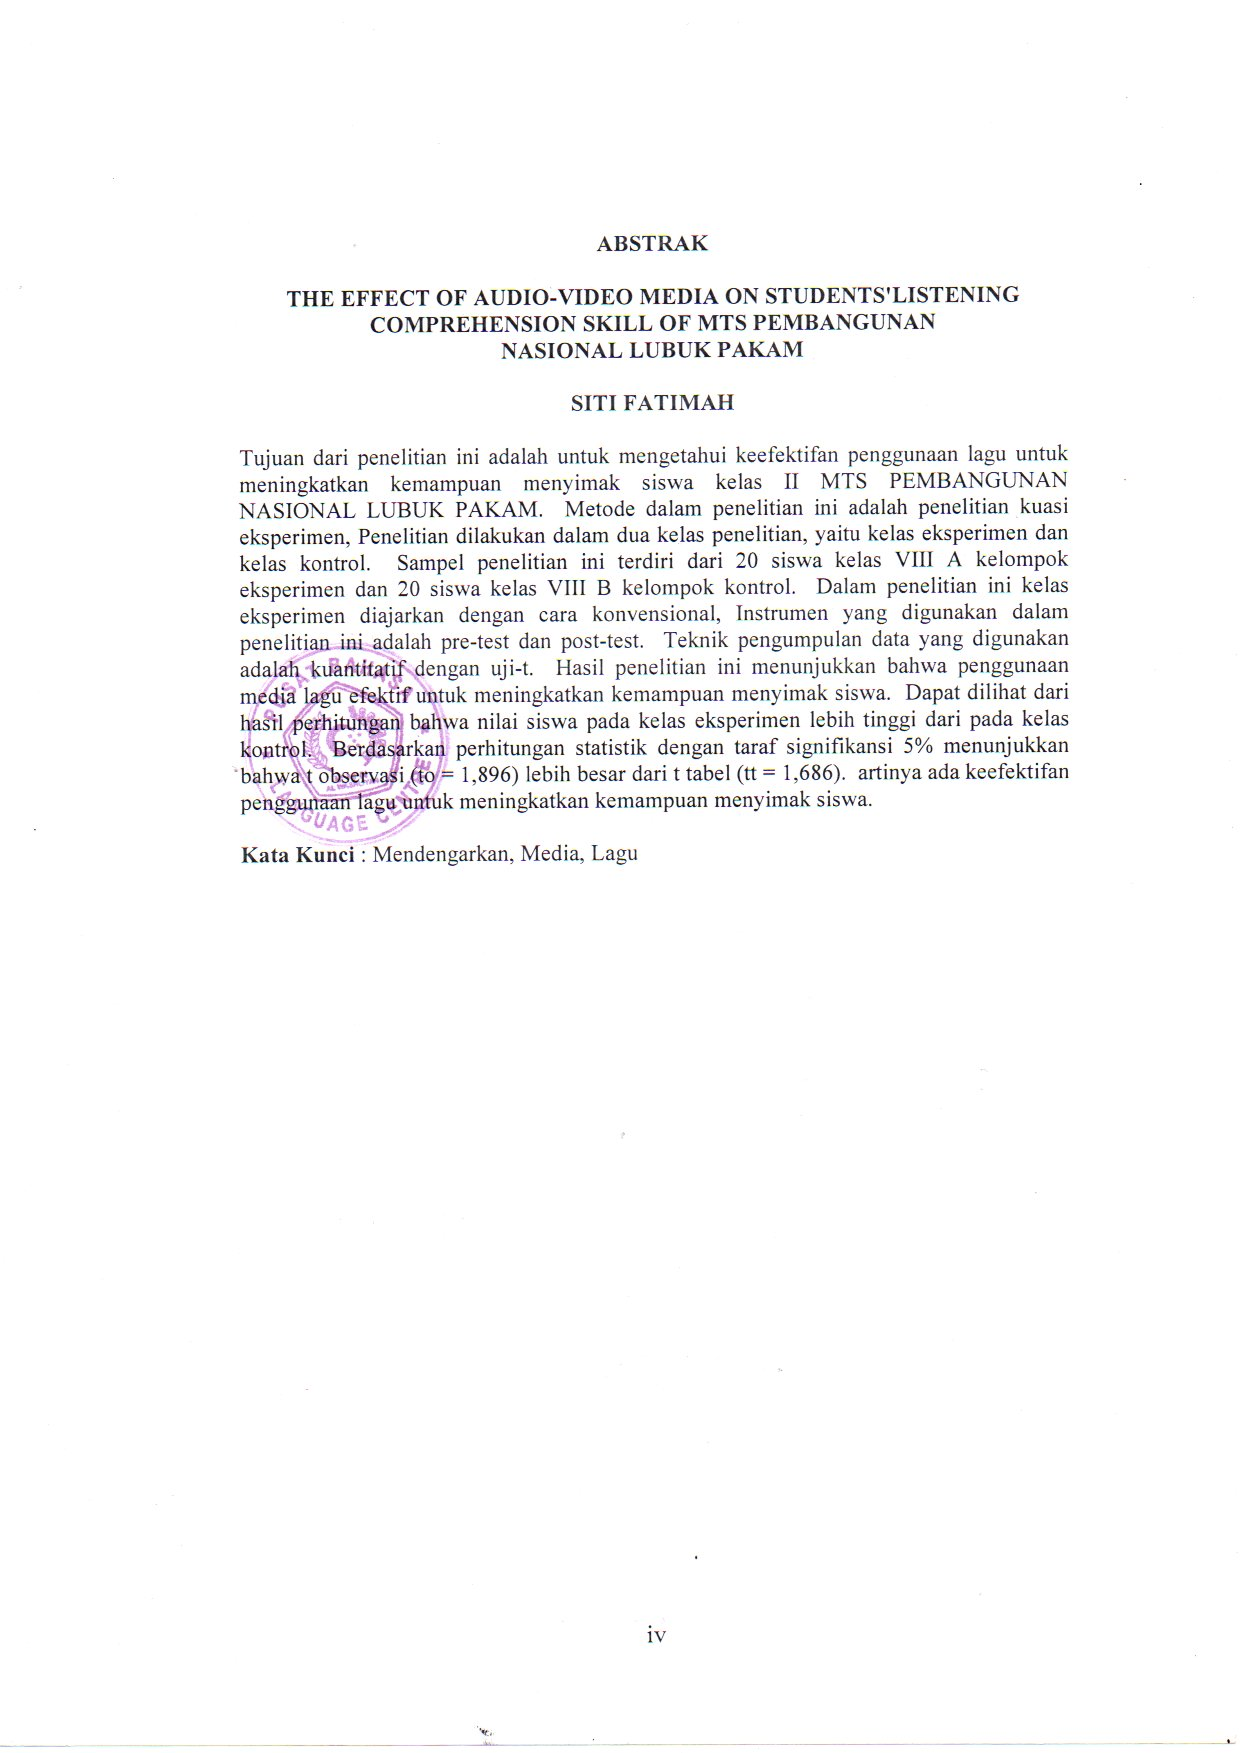 ABSTRAK
THE EFFECT OF AUDIO-VIDEO MEDIA ON STUDENTS'LISTENING
COMPREHENSION SKILL OF MTS PEMBANGUNAN
NASIONAL LUBUK PAKAM
SITI FATIMAH
Tujuan dari penelitian ini adalah untuk mengetahui keefektifan penggunaan lagu untuk
meningkatkan kemampuan menyimak siswa kelas II MTS PEMBANGUNAN
NASIONAL LUBUK PAKAM. Metode dalam penelitian ini adalah penelitian kuasi
eksperimen, Penelitian dilakukan dalam dua kelas penelitian, yaitu kelas eksperimen dan
kelas kontrol. Sampel penelitian ini terdiri dari 20 siswa kelas VIII A kelompok
eksperimen dan 20 siswa kelas VIII B kelompok kontrol. Dalam penelitian ini kelas
eksperimen diajarkan dengan cara konvensional, Instrumen yang digunakan dalam
penelitian ini adalah pre-test dan post-test. Teknik pengumpulan data yang digunakan
adalah kuantitatif dengan uji-t. Hasil penelitian ini menunjukkan bahwa penggunaan
media lagu efektif untuk meningkatkan kemampuan menyimak siswa. Dapat dilihat dari
hasil perhitungan bahwa nilai siswa pada kelas eksperimen lebih tinggi dari pada kelas
kontrol. Berdasarkan perhitungan statistik dengan taraf signifikansi 5% menunjukkan
bahwa t observasi (to = 1,896) lebih besar dari t tabel (tt = 1,686). artinya ada keefektifan
penggunaan lagu untuk meningkatkan kemampuan menyimak siswa.
Kata Kunci : Mendengarkan, Media, Lagu
PUSAT BAHASA
LANGUAGE CENTRE
iv